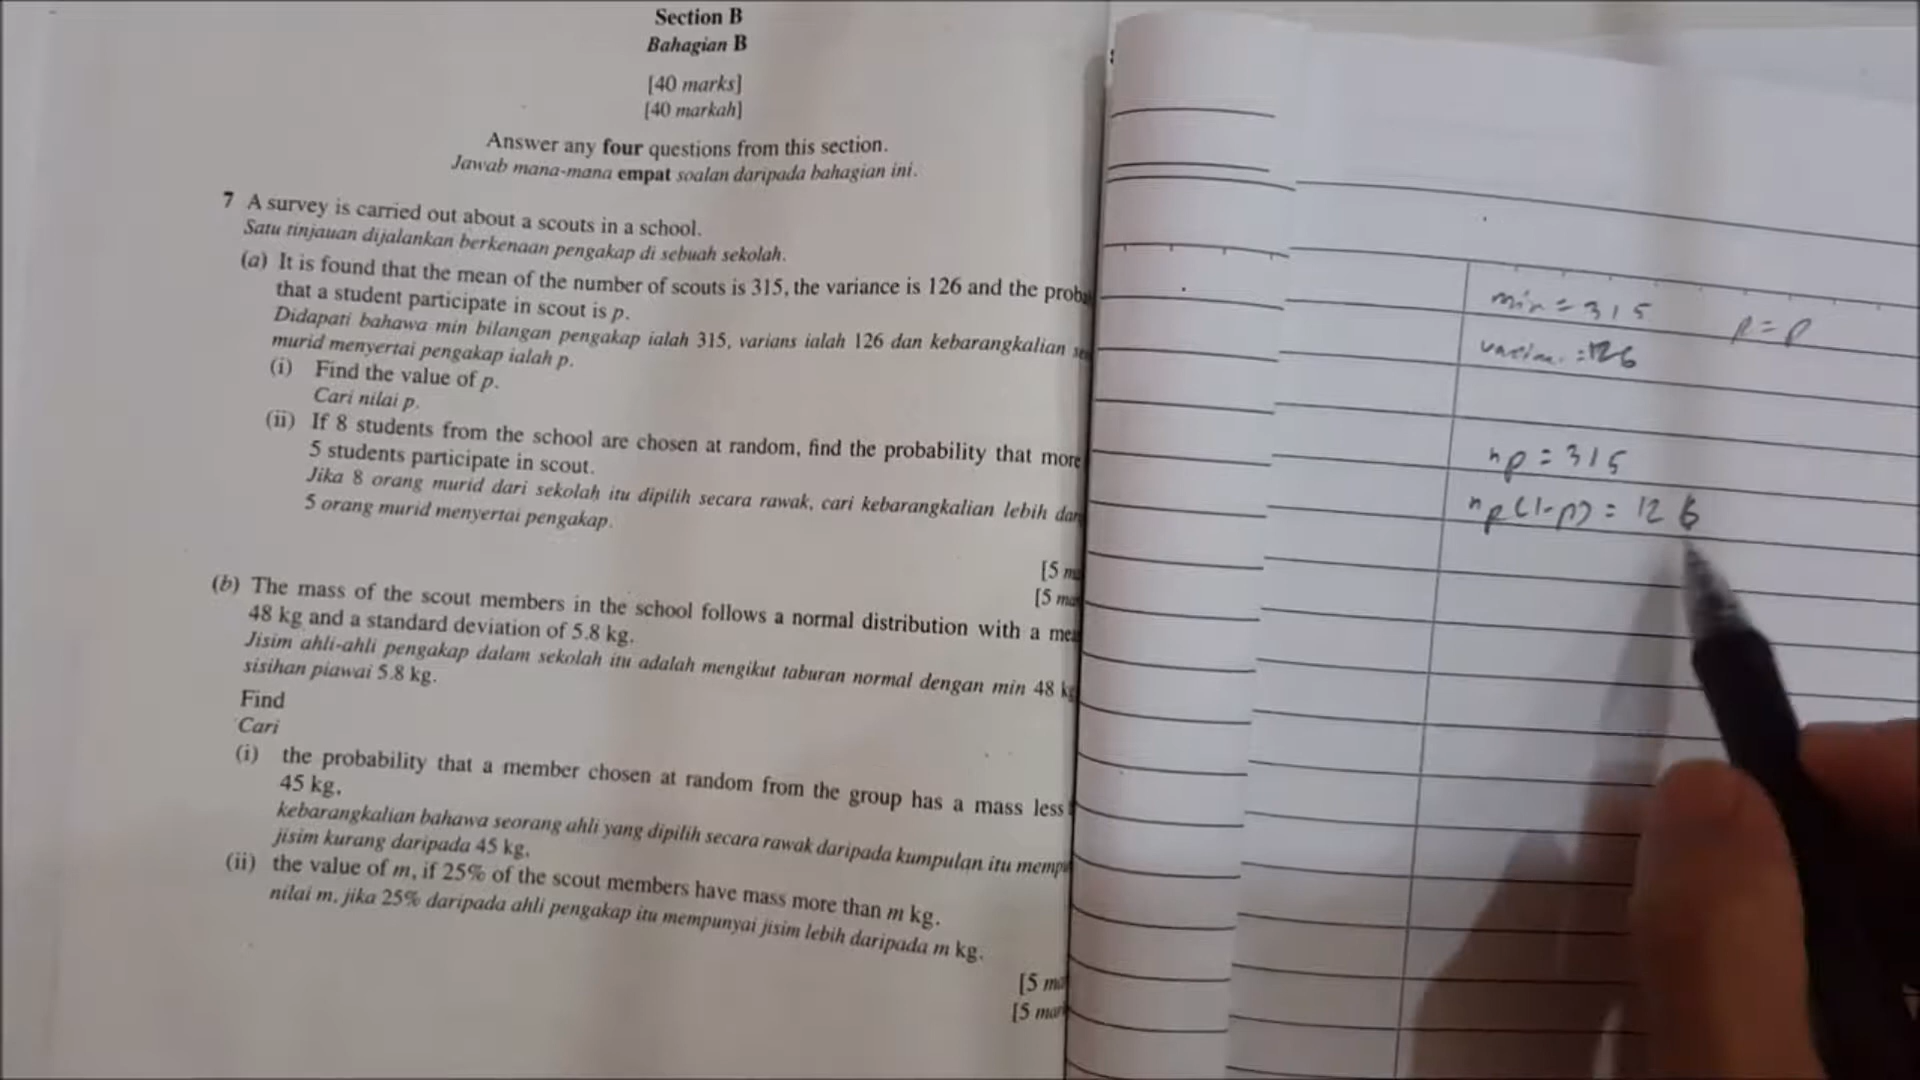 Section B
Bahagian B
[40 marks]
[40 markah]
Answer any four questions from this section.
Jawab mana-mana empat soalan daripada bahagian ini.
7 A survey is carried out about a scouts in a school.
Satu tinjauan dijalankan berkenaan pengakap di sebuah sekolah.
(a) It is found that the mean of the number of scouts is 315, the variance is 126 and the
that a student participate in scout is p.
Didapati bahawa min bilangan pengakap ialah 315, varians ialah 126 dan kebarangkalian
murid menyertai pengakap ialah p.
(i) Find the value of p.
Cari nilai p.
(ii) If 8 students from the school are chosen at random, find the probability that more
5 students participate in scout.
Jika 8 orang murid dari sekolah itu dipilih secara rawak, cari kebarangkalian lebih
5 orang murid menyertai pengakap.
[5
[5
(b) The mass of the scout members in the school follows a normal distribution with a
48 kg and a standard deviation of 5.8 kg.
Jisim ahli-ahli pengakap dalam sekolah itu adalah mengikut taburan normal dengan min 48
sisihan piawai 5.8 kg.
Find
Cari
(i) the probability that a member chosen at random from the group has a mass less
45 kg,
kebarangkalian bahawa seorang ahli yang dipilih secara rawak daripada kumpulan itu
jisim kurang daripada 45 kg,
(ii) the value of m, if 25% of the scout members have mass more than m kg.
nilai m, jika 25% daripada ahli pengakap itu mempunyai jisim lebih daripada m kg.
[5
[5
min = 315 p = p
= 126
np = 315
np(1-p) = 126